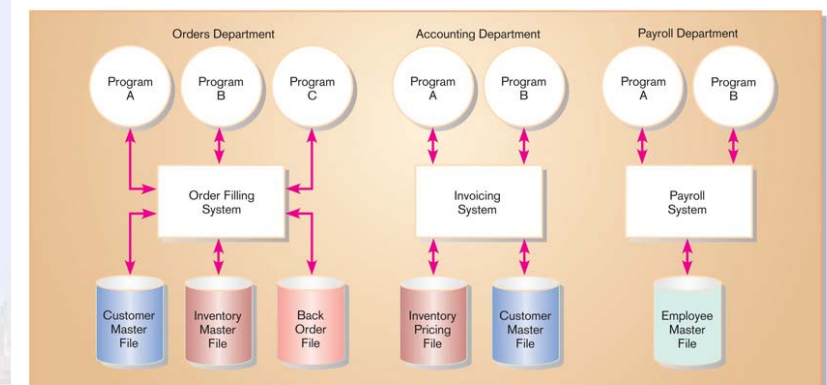 Orders Department
Accounting Department
Payroll Department
Program
A
Program
B
Program
C
Program
A
Program
B
Program
A
Program
B
Order Filling
System
Invoicing
System
Payroll
System
Customer
Master
File
Inventory
Master
File
Back
Order
File
Inventory
Pricing
File
Customer
Master
File
Employee
Master
File